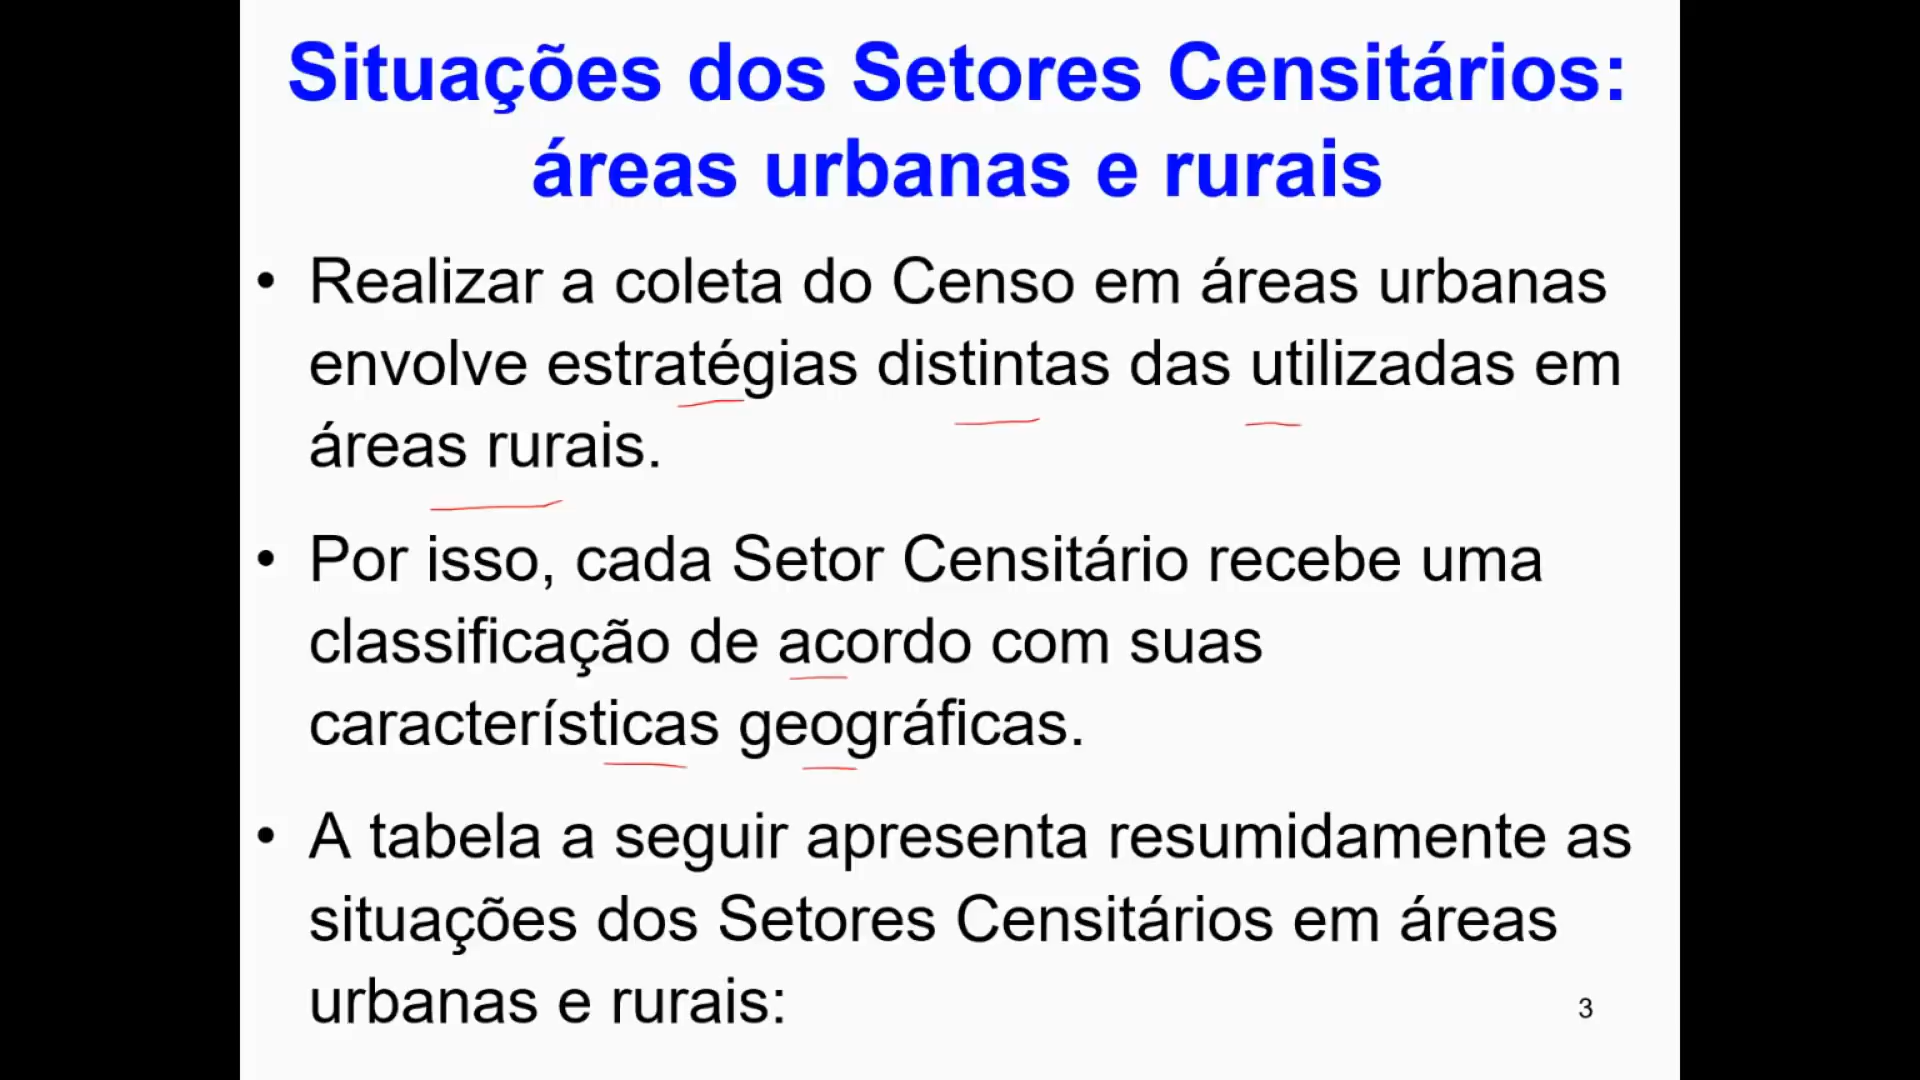 Situações dos Setores Censitários:
áreas urbanas e rurais
• Realizar a coleta do Censo em áreas urbanas
envolve estratégias distintas das utilizadas em
áreas rurais.
• Por isso, cada Setor Censitário recebe uma
classificação de acordo com suas
características geográficas.
• A tabela a seguir apresenta resumidamente as
situações dos Setores Censitários em áreas
urbanas e rurais:
3